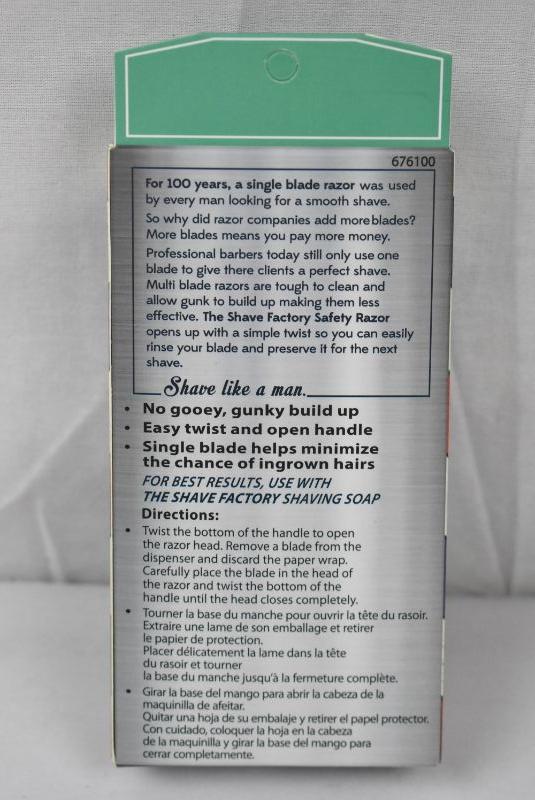 676100
For 100 years, a single blade razor was used
by every man looking for a smooth shave.
So why did razor companies add more blades?
More blades means you pay more money.
Professional barbers today still only use one
blade to give there clients a perfect shave.
Multi blade razors are tough to clean and
allow gunk to build up making them less
effective. The Shave Factory Safety Razor
opens up with a simple twist so you can easily
rinse your blade and preserve it for the next
shave.
Shave like a man.
• No gooey, gunky build up
• Easy twist and open handle
• Single blade helps minimize
the chance of ingrown hairs
FOR BEST RESULTS, USE WITH
THE SHAVE FACTORY SHAVING SOAP
Directions:
• Twist the bottom of the handle to open
the razor head. Remove a blade from the
dispenser and discard the paper wrap.
Carefully place the blade in the head of
the razor and twist the bottom of the
handle until the head closes completely.
• Tourner la base du manche pour ouvrir la tête du rasoir.
Extraire une lame de son emballage et retirer
le papier de protection.
Placer délicatement la lame dans la tête
du rasoir et tourner
la base du manche jusqu'à la fermeture complète.
• Girar la base del mango para abrir la cabeza de la
maquinilla de afeitar.
Quitar una hoja de su embalaje y retirer el papel protector.
Con cuidado, coloquer la hoja en la cabeza
de la maquinilla y girar la base del mango para
cerrar completamente.